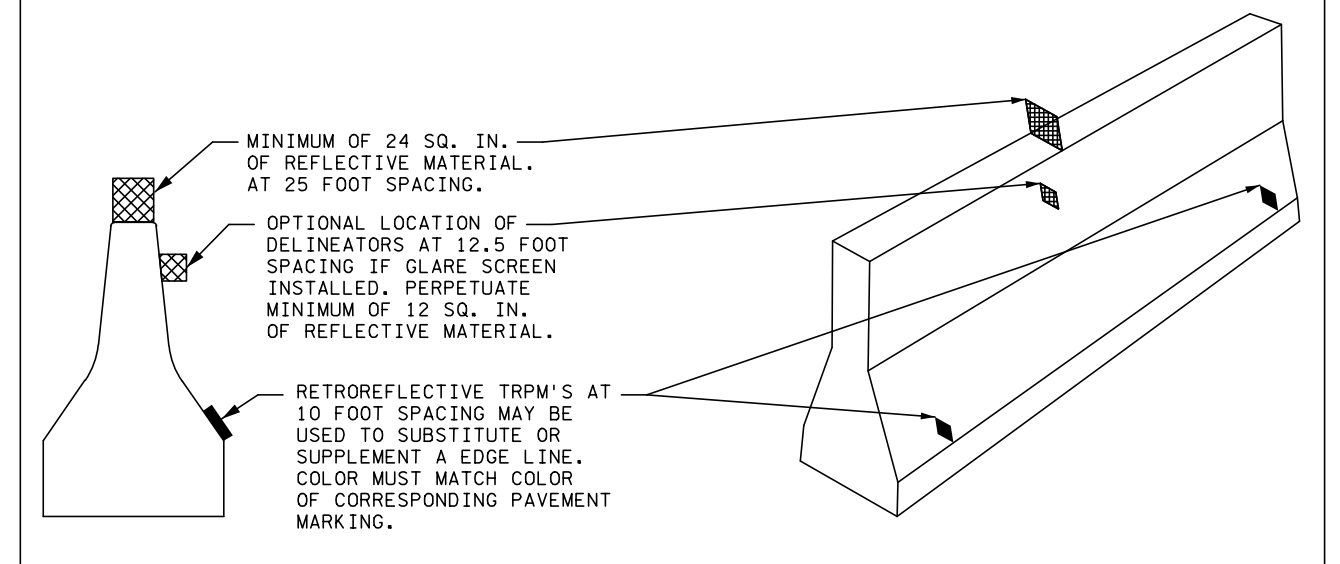 MINIMUM OF 24 SQ. IN.
OF REFLECTIVE MATERIAL.
AT 25 FOOT SPACING.
OPTIONAL LOCATION OF
DELINEATORS AT 12.5 FOOT
SPACING IF GLARE SCREEN
INSTALLED. PERPETUATE
MINIMUM OF 12 SQ. IN.
OF REFLECTIVE MATERIAL.
RETROREFLECTIVE TRPM'S AT
10 FOOT SPACING MAY BE
USED TO SUBSTITUTE OR
SUPPLEMENT A EDGE LINE.
COLOR MUST MATCH COLOR
OF CORRESPONDING PAVEMENT
MARKING.